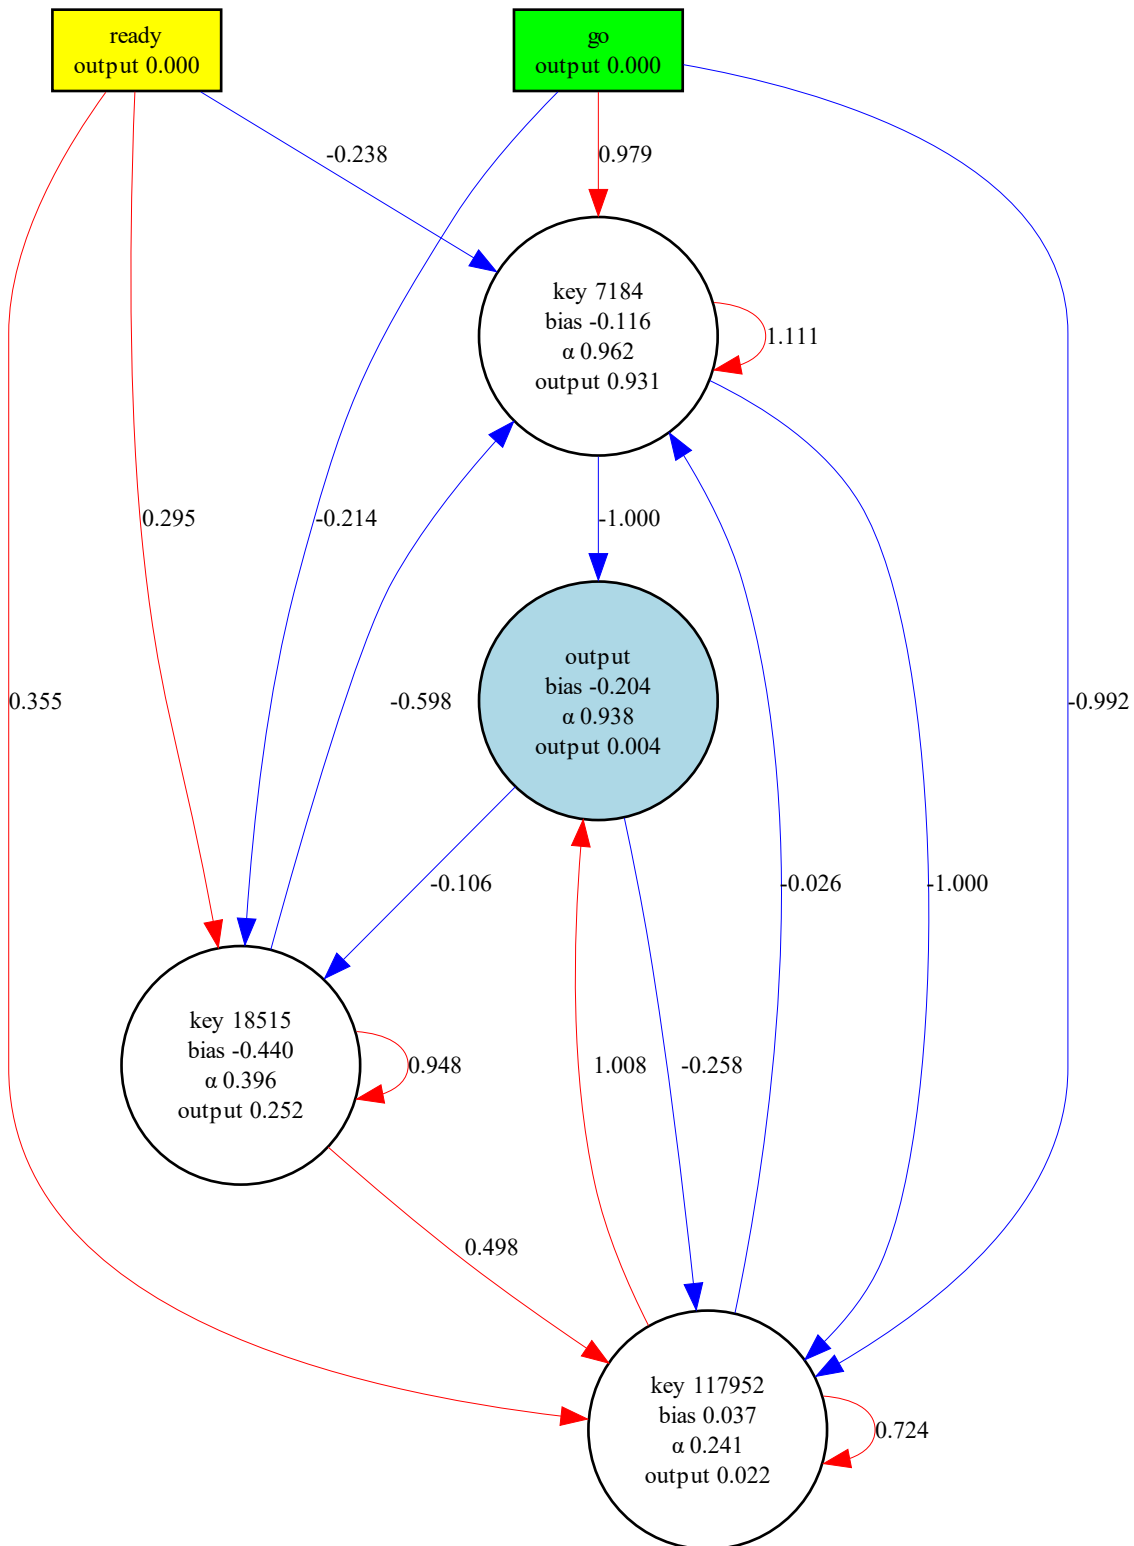 ready
output 0.000
go
output 0.000
-0.238
0.979
key 7184
bias -0.116
α 0.962
output 0.931
1.111
0.295
-0.214
-1.000
0.355
-0.598
output
bias -0.204
α 0.938
output 0.004
-0.992
-0.106
-0.026
-1.000
key 18515
bias -0.440
α 0.396
output 0.252
0.948
1.008
-0.258
0.498
key 117952
bias 0.037
α 0.241
output 0.022
0.724